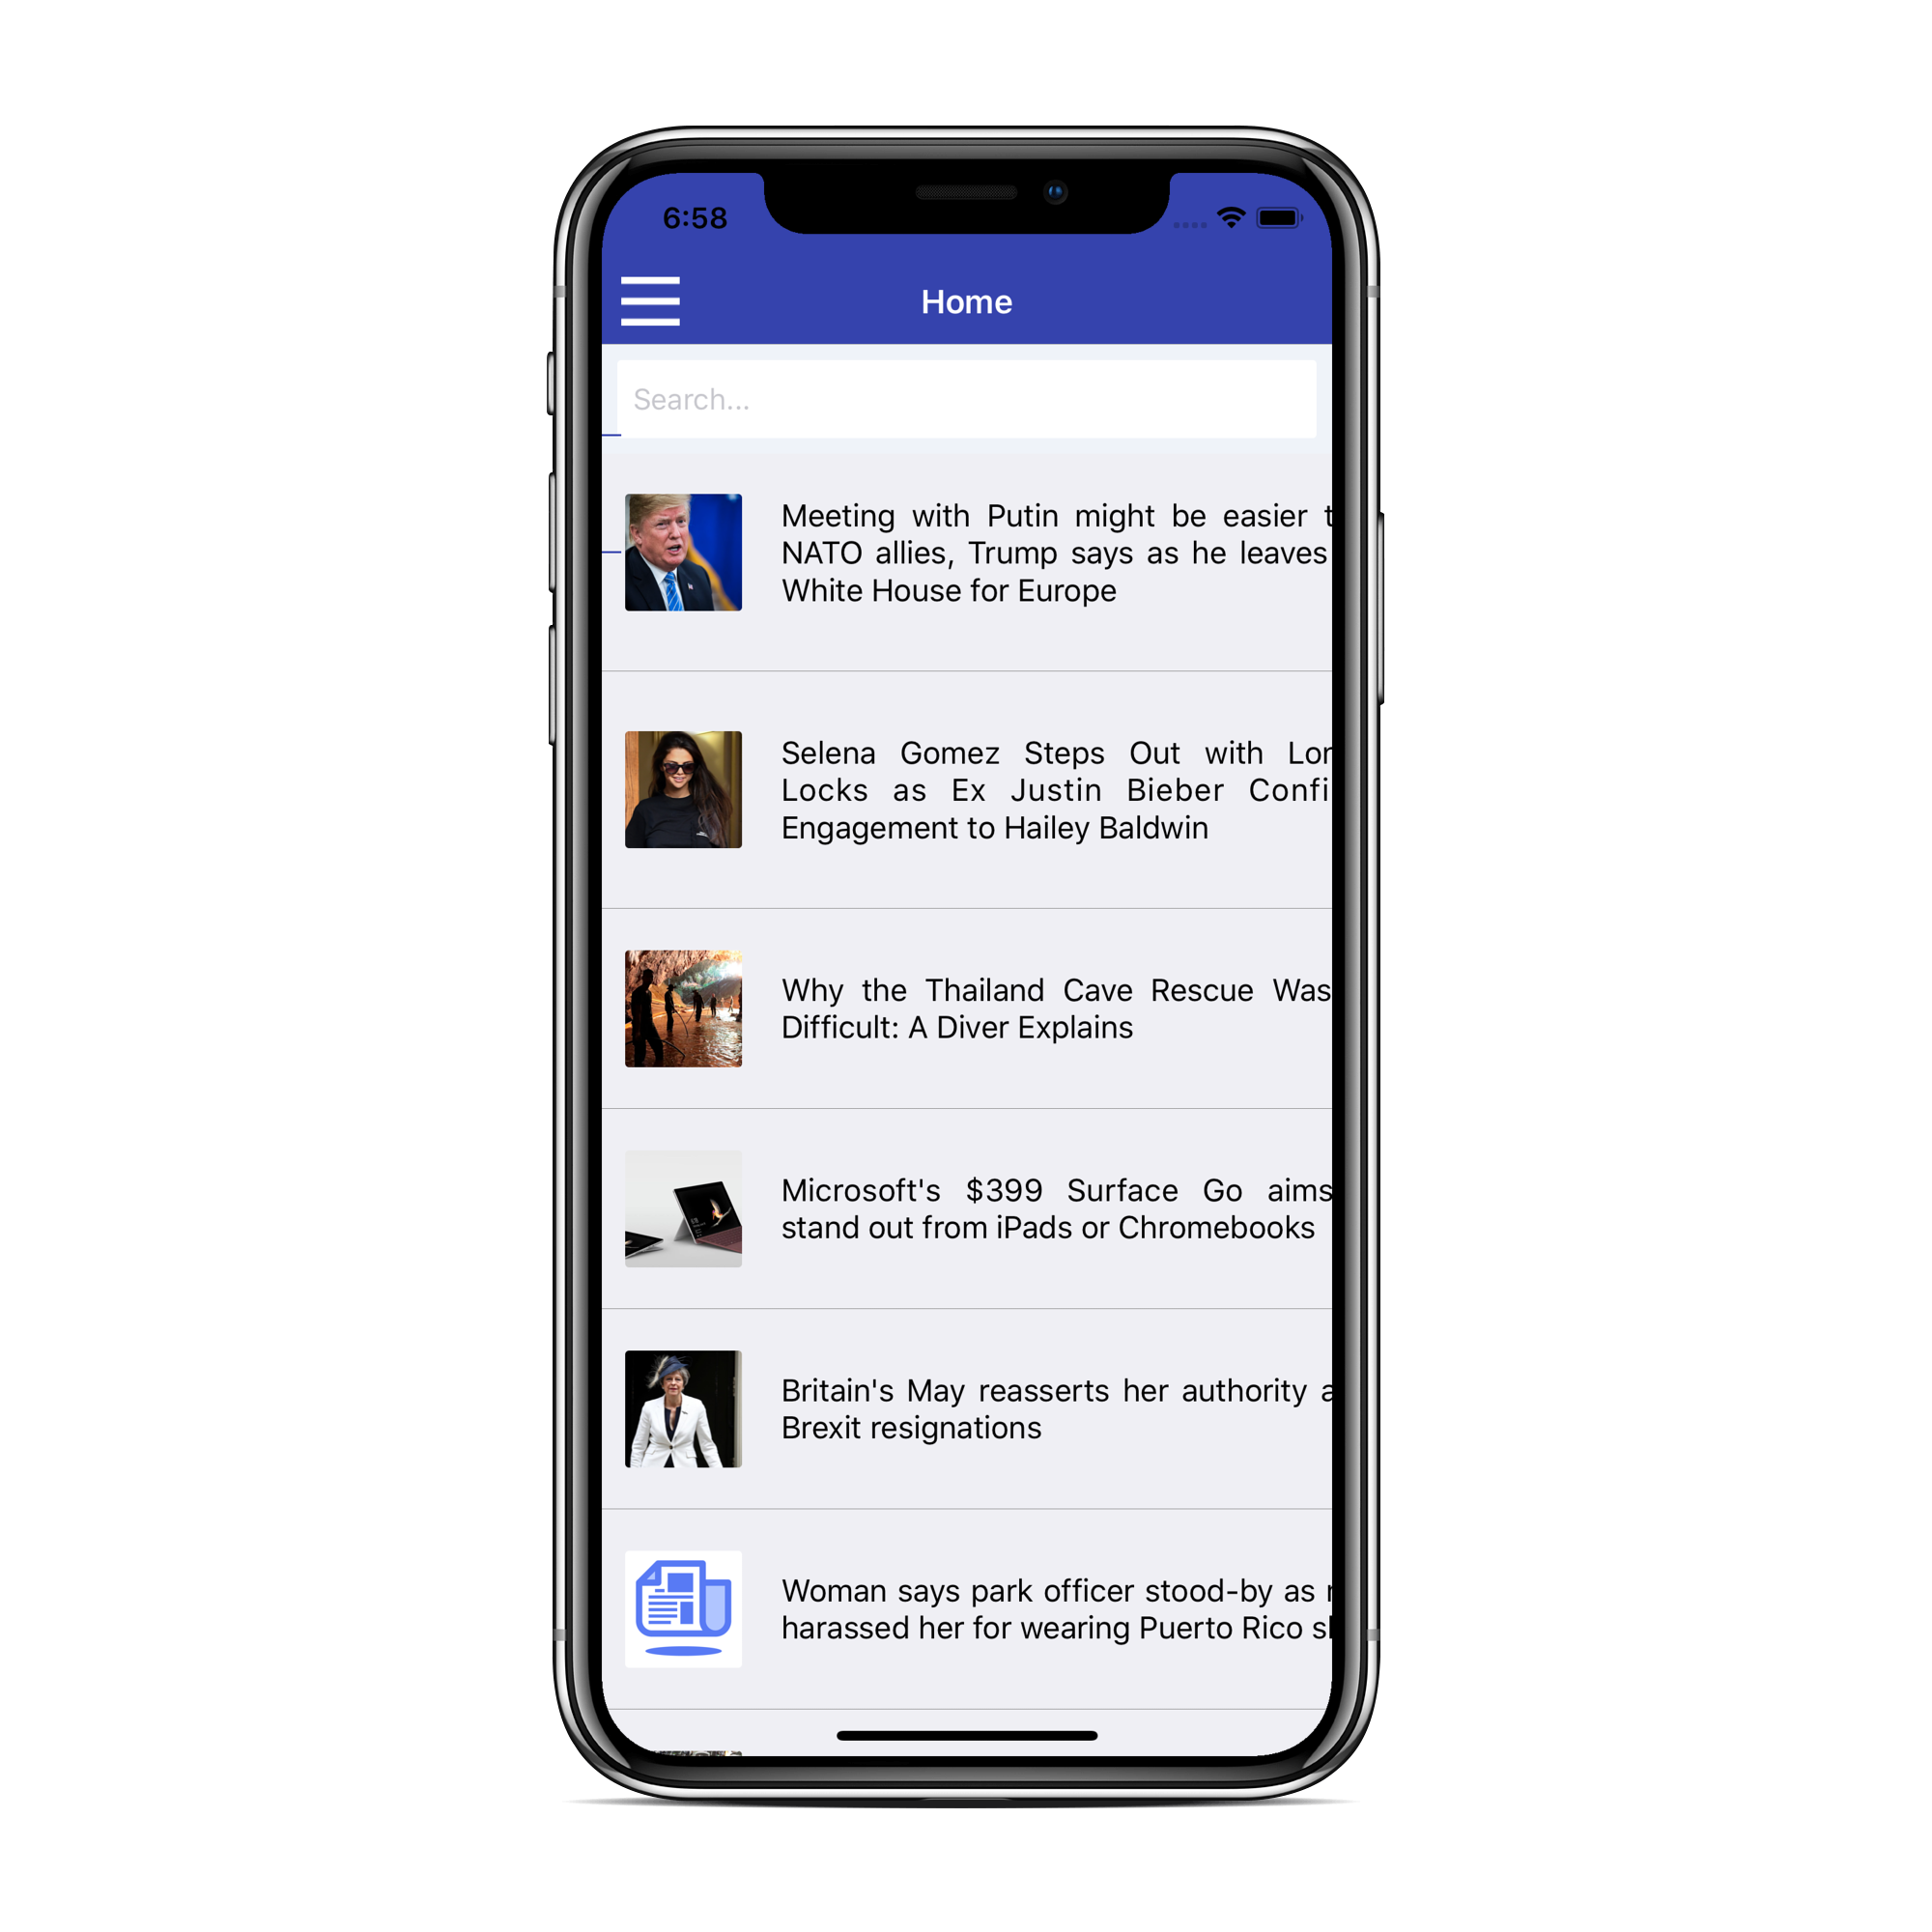 6:58
Home
Search...
Meeting with Putin might be easier
NATO allies, Trump says as he leaves
White House for Europe
Selena Gomez Steps Out with
Locks as Ex Justin Bieber
Engagement to Hailey Baldwin
Why the Thailand Cave Rescue Was
Difficult: A Diver Explains
Microsoft's $399 Surface Go aims
stand out from iPads or Chromebooks
Britain's May reasserts her authority
Brexit resignations
Woman says park officer stood-by as
harassed her for wearing Puerto Rico